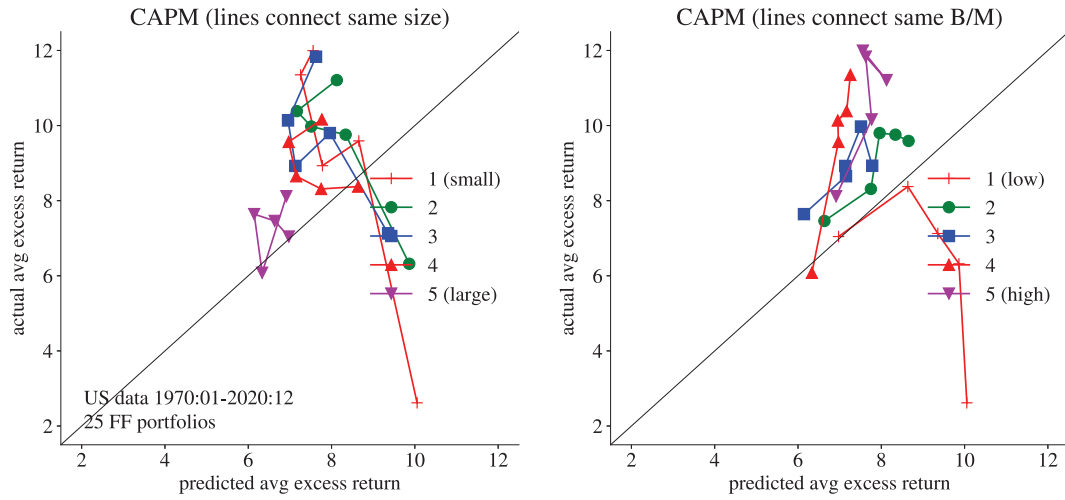 CAPM (lines connect same size)
12
10
8
6
4
2
actual avg excess return
1 (small)
2
3
4
5 (large)
US data 1970:01-2020:12
25 FF portfolios
2 4 6 8 10 12
predicted avg excess return
CAPM (lines connect same B/M)
12
10
8
6
4
2
actual avg excess return
1 (low)
2
3
4
5 (high)
2 4 6 8 10 12
predicted avg excess return